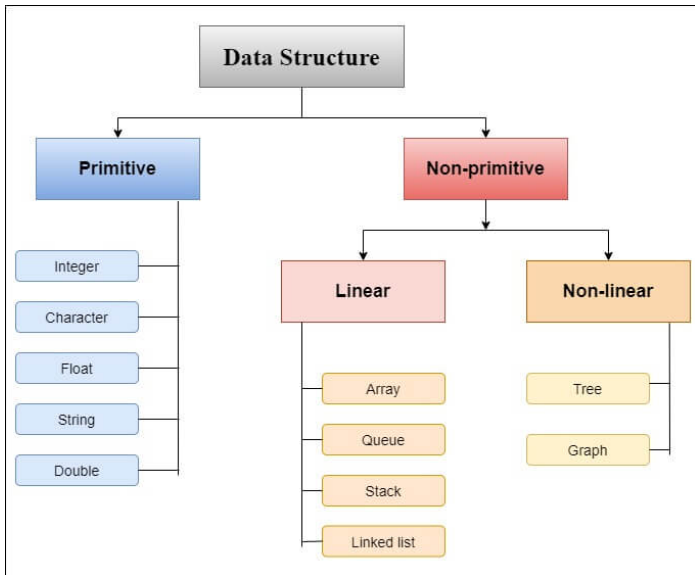 Data Structure
Primitive
Non-primitive
Integer
Character
Float
String
Double
Linear
Non-linear
Array
Queue
Stack
Linked list
Tree
Graph